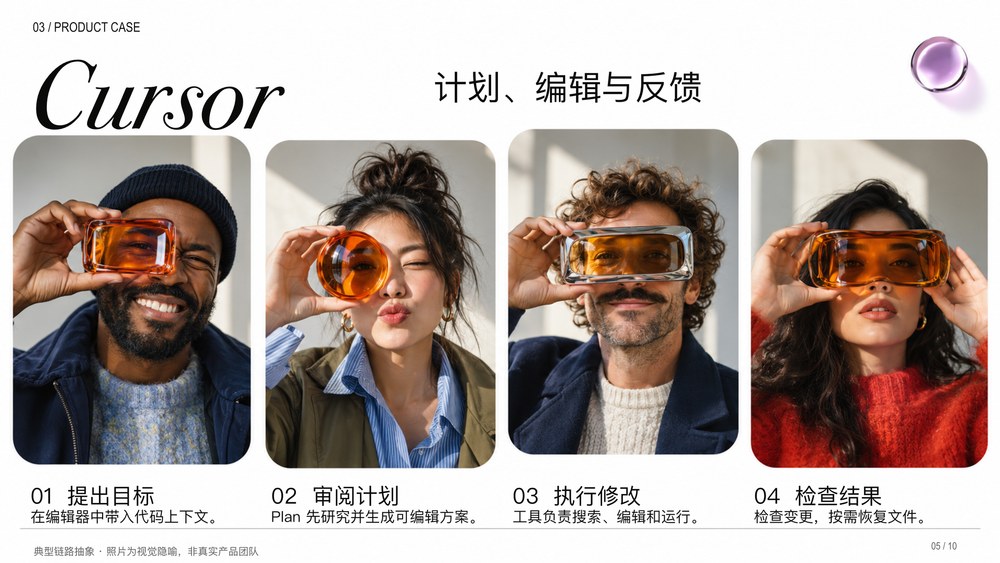 03 / PRODUCT CASE
Cursor
计划、编辑与反馈
01 提出目标
在编辑器中带入代码上下文。
02 审阅计划
Plan 先研究并生成可编辑方案。
03 执行修改
工具负责搜索、编辑和运行。
04 检查结果
检查变更，按需恢复文件。
典型链路抽象 · 照片为视觉隐喻，非真实产品团队
05 / 10